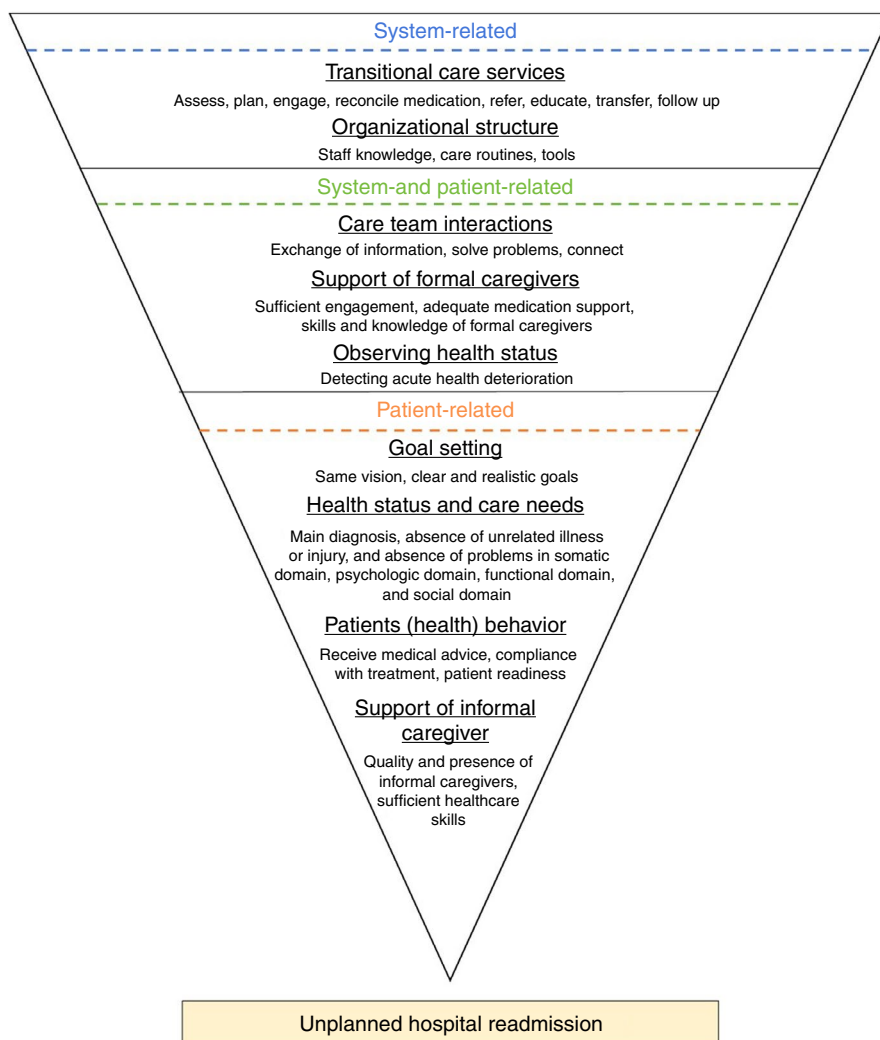 System-related
Transitional care services
Assess, plan, engage, reconcile medication, refer, educate, transfer, follow up
Organizational structure
Staff knowledge, care routines, tools
System-and patient-related
Care team interactions
Exchange of information, solve problems, connect
Support of formal caregivers
Sufficient engagement, adequate medication support,
skills and knowledge of formal caregivers
Observing health status
Detecting acute health deterioration
Patient-related
Goal setting
Same vision, clear and realistic goals
Health status and care needs
Main diagnosis, absence of unrelated illness
or injury, and absence of problems in somatic
domain, psychologic domain, functional domain,
and social domain
Patients (health) behavior
Receive medical advice, compliance
with treatment, patient readiness
Support of informal
caregiver
Quality and presence of
informal caregivers,
sufficient healthcare
skills
Unplanned hospital readmission